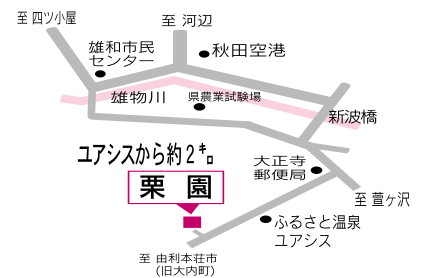 至 四ツ小屋
至 河辺
雄和市民
センター
秋田空港
雄物川
県農業試験場
新波橋
ユアシスから約2㌔
大正寺
郵便局
栗園
至 萱ヶ沢
ふるさと温泉
ユアシス
至 由利本荘市
(旧大内町)